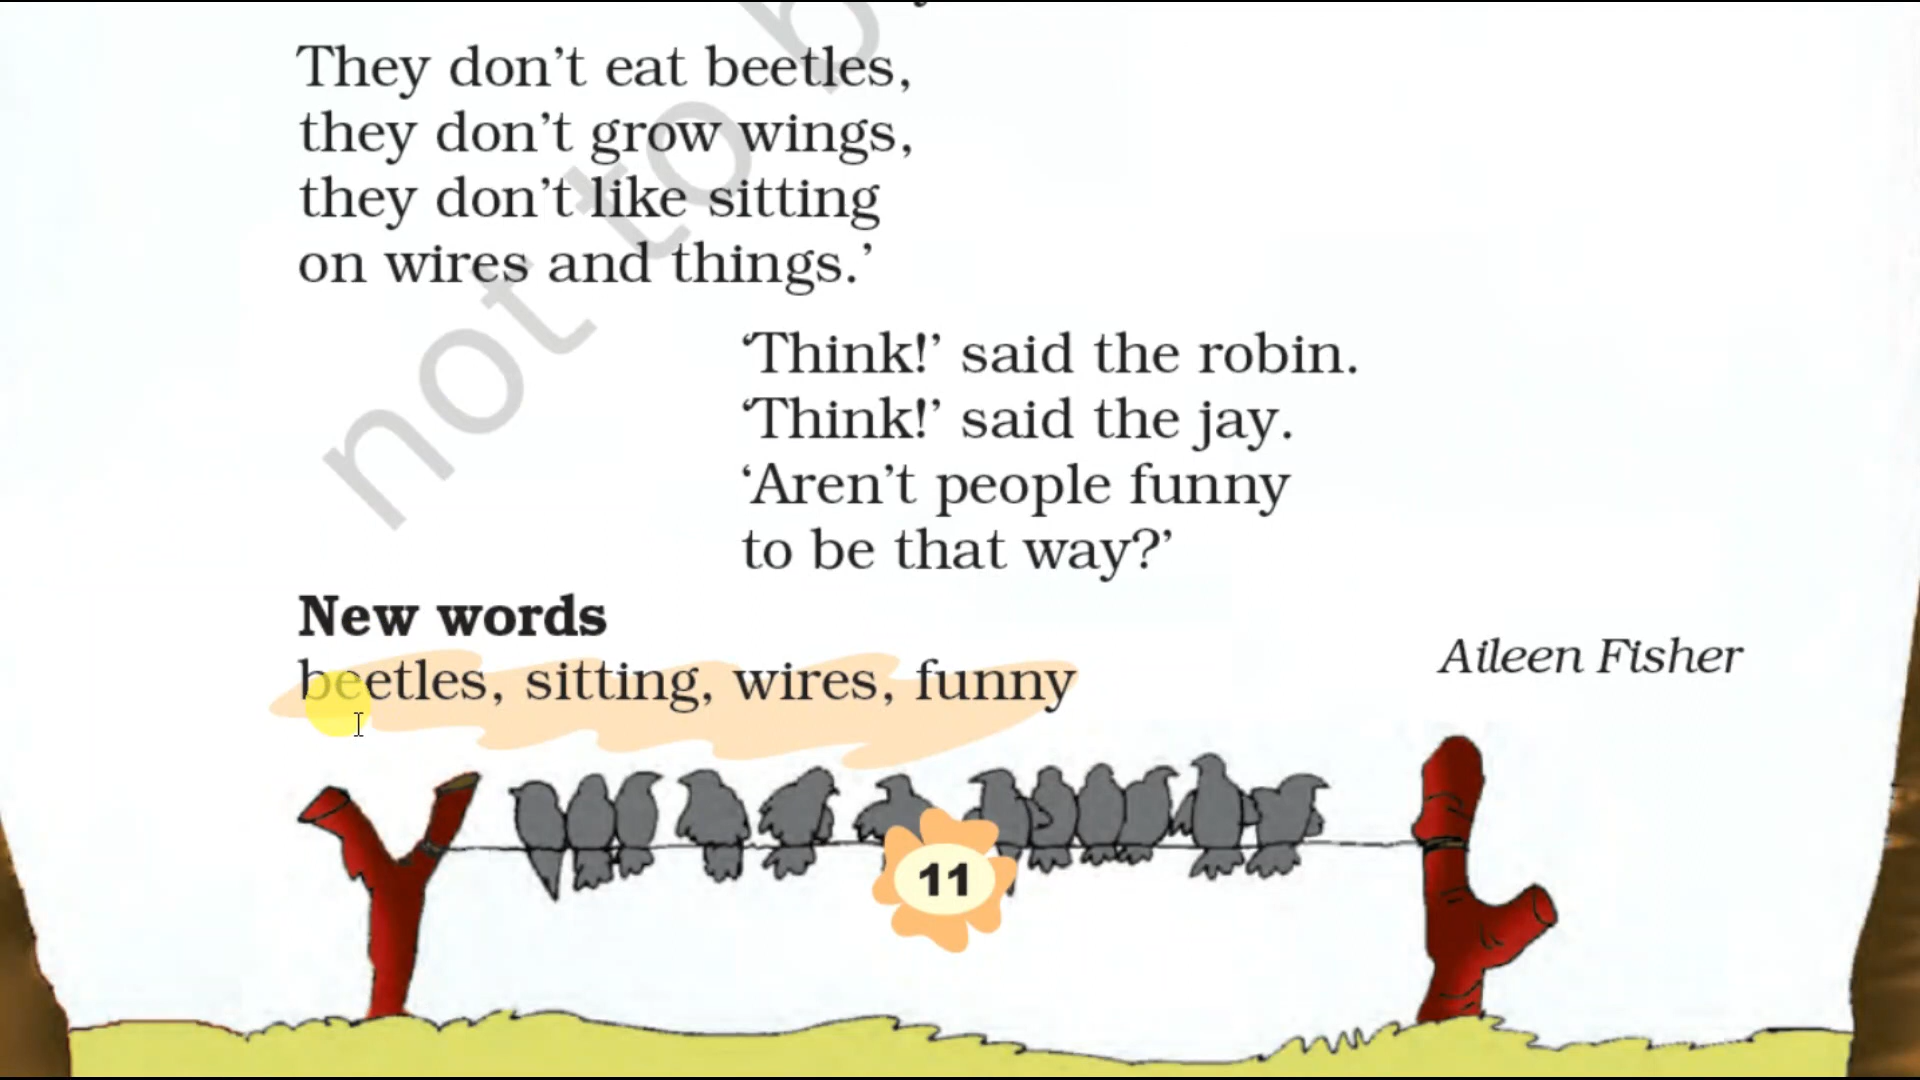 They don't eat beetles,
they don't grow wings,
they don't like sitting
on wires and things.’
‘Think!’ said the robin.
‘Think!’ said the jay.
‘Aren’t people funny
to be that way?’
New words
beetles, sitting, wires, funny
Aileen Fisher
11
not to b